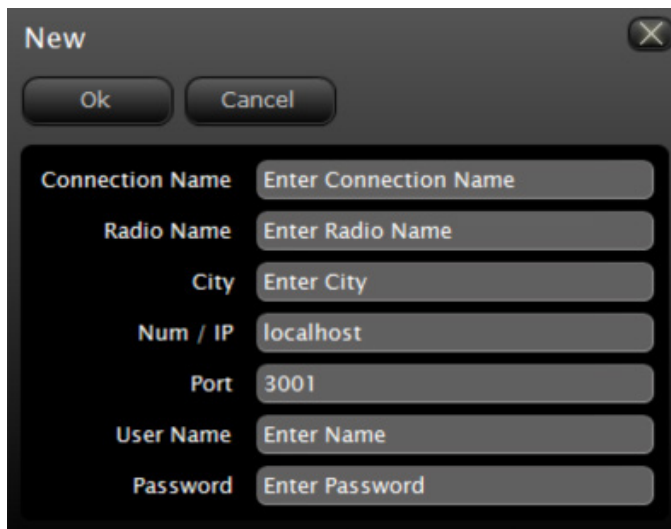 New
Ok Cancel
Connection Name Enter Connection Name
Radio Name Enter Radio Name
City Enter City
Num / IP localhost
Port 3001
User Name Enter Name
Password Enter Password